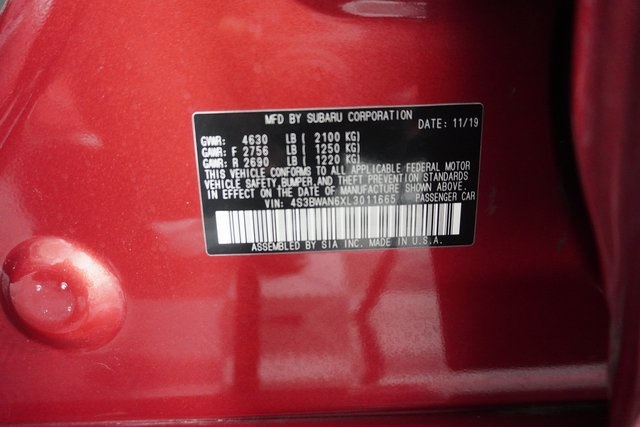 MFD BY SUBARU CORPORATION
DATE: 11/19
GVWR: 4630 LB ( 2100 KG)
GAWR: F 2756 LB ( 1250 KG)
GAWR: R 2690 LB ( 1220 KG)
THIS VEHICLE CONFORMS TO ALL APPLICABLE FEDERAL MOTOR
VEHICLE SAFETY, BUMPER, AND THEFT PREVENTION STANDARDS
IN EFFECT ON THE DATE OF MANUFACTURE SHOWN ABOVE.
VIN: 4S3BWAN6XL3011665 PASSENGER CAR
ASSEMBLED BY SIA INC. MADE IN U.S.A.